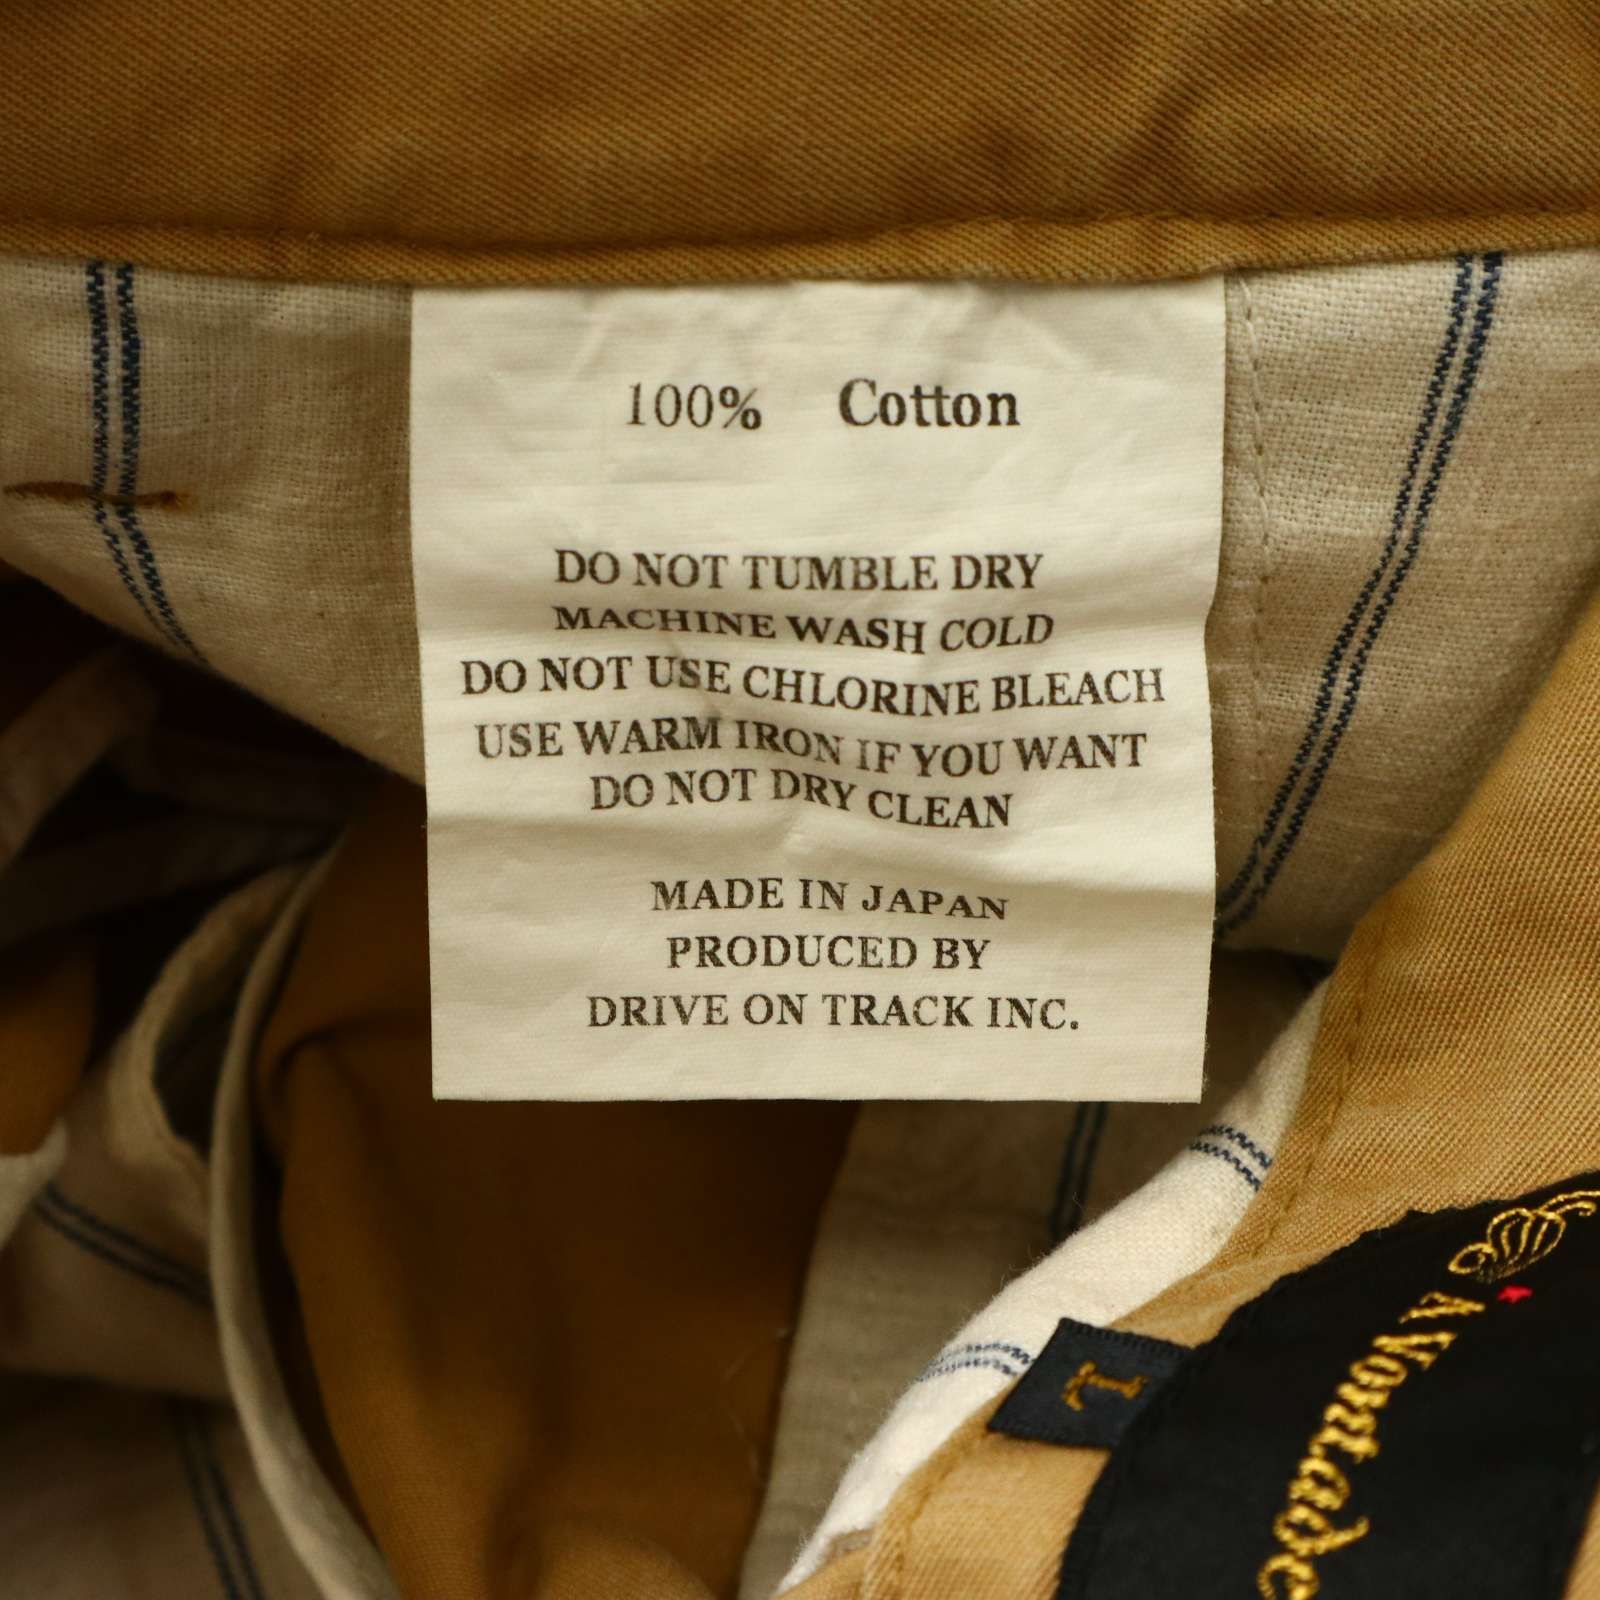 100% Cotton
DO NOT TUMBLE DRY
MACHINE WASH COLD
DO NOT USE CHLORINE BLEACH
USE WARM IRON IF YOU WANT
DO NOT DRY CLEAN
MADE IN JAPAN
PRODUCED BY
DRIVE ON TRACK INC.
L
A Vontade